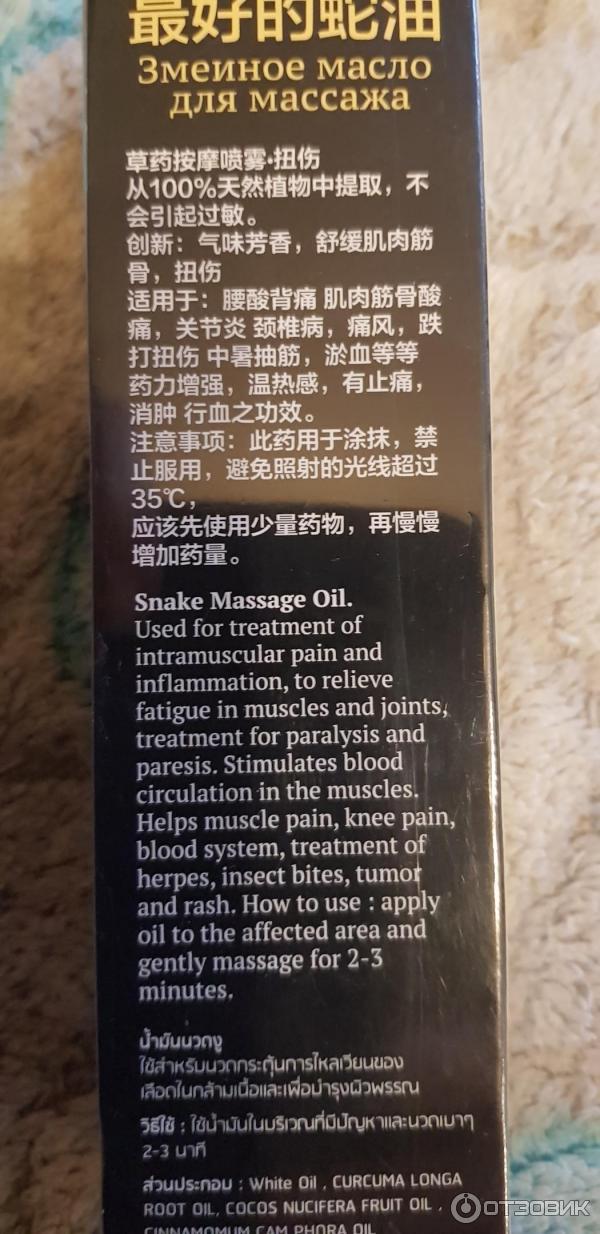 最好的蛇油
Змеиное масло
для массажа
草药按摩喷雾·扭伤
从100%天然植物中提取，不
会引起过敏。
创新：气味芳香，舒缓肌肉筋
骨，扭伤
适用于：腰酸背痛 肌肉筋骨酸
痛，关节炎 颈椎病，痛风，跌
打扭伤 中暑抽筋，淤血等等
药力增强，温热感，有止痛，
消肿 行血之功效。
注意事项：此药用于涂抹，禁
止服用，避免照射的光线超过
35℃，
应该先使用少量药物，再慢慢
增加药量。
Snake Massage Oil.
Used for treatment of
intramuscular pain and
inflammation, to relieve
fatigue in muscles and joints,
treatment for paralysis and
paresis. Stimulates blood
circulation in the muscles.
Helps muscle pain, knee pain,
blood system, treatment of
herpes, insect bites, tumor
and rash. How to use : apply
oil to the affected area and
gently massage for 2-3
minutes.
น้ำมันนวดงู
ใช้สำหรับนวดกระตุ้นการไหลเวียนของ
เลือดในกล้ามเนื้อและเพื่อบำรุงผิวพรรณ
วิธีใช้ : ใช้น้ำมันในบริเวณที่มีปัญหาและนวดเบาๆ
2-3 นาที
ส่วนประกอบ : White Oil , CURCUMA LONGA
ROOT OIL, COCOS NUCIFERA FRUIT OIL ,
CINNAMOMUM CAM PHORA OIL
ОТЗОВИК